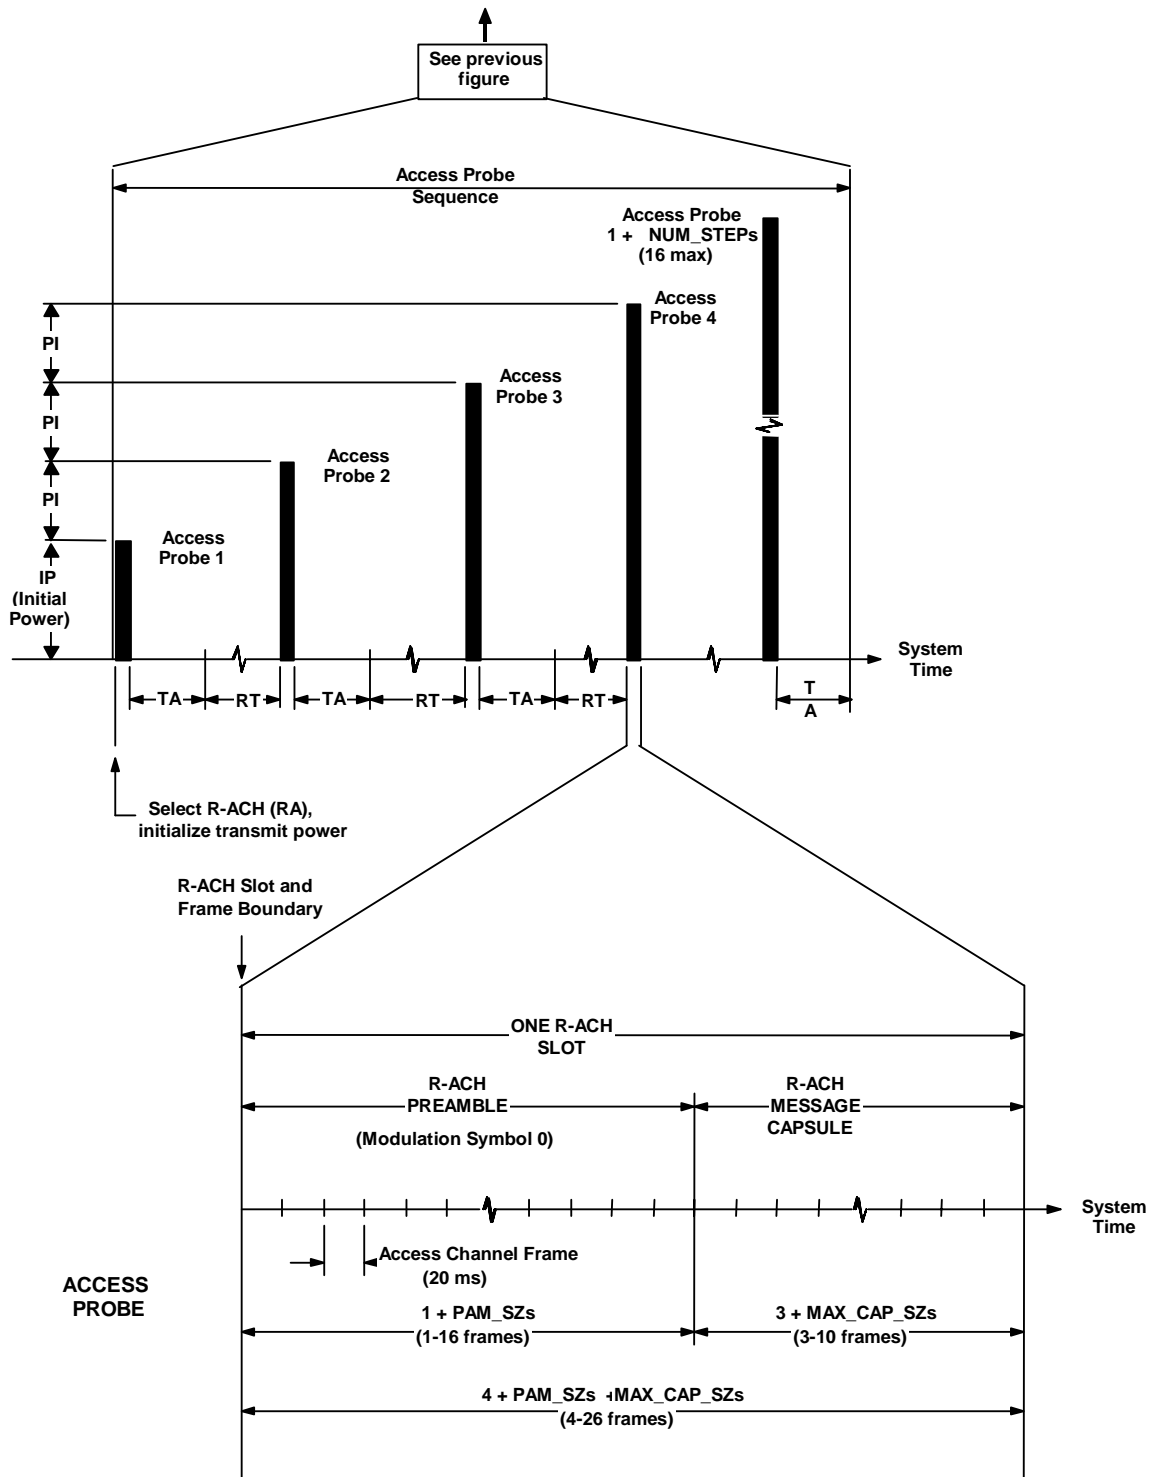 See previous
figure
Access Probe
Sequence
Access Probe
1 + NUM_STEPs
(16 max)
Access
Probe 4
PI
Access
Probe 3
PI
Access
Probe 2
PI
Access
Probe 1
IP
(Initial
Power)
System
Time
TA
RT
TA
RT
TA
RT
T
A
Select R-ACH (RA),
initialize transmit power
R-ACH Slot and
Frame Boundary
ONE R-ACH
SLOT
R-ACH
PREAMBLE
(Modulation Symbol 0)
R-ACH
MESSAGE
CAPSULE
System
Time
Access Channel Frame
(20 ms)
ACCESS
PROBE
1 + PAM_SZs
(1-16 frames)
3 + MAX_CAP_SZs
(3-10 frames)
4 + PAM_SZs +MAX_CAP_SZs
(4-26 frames)